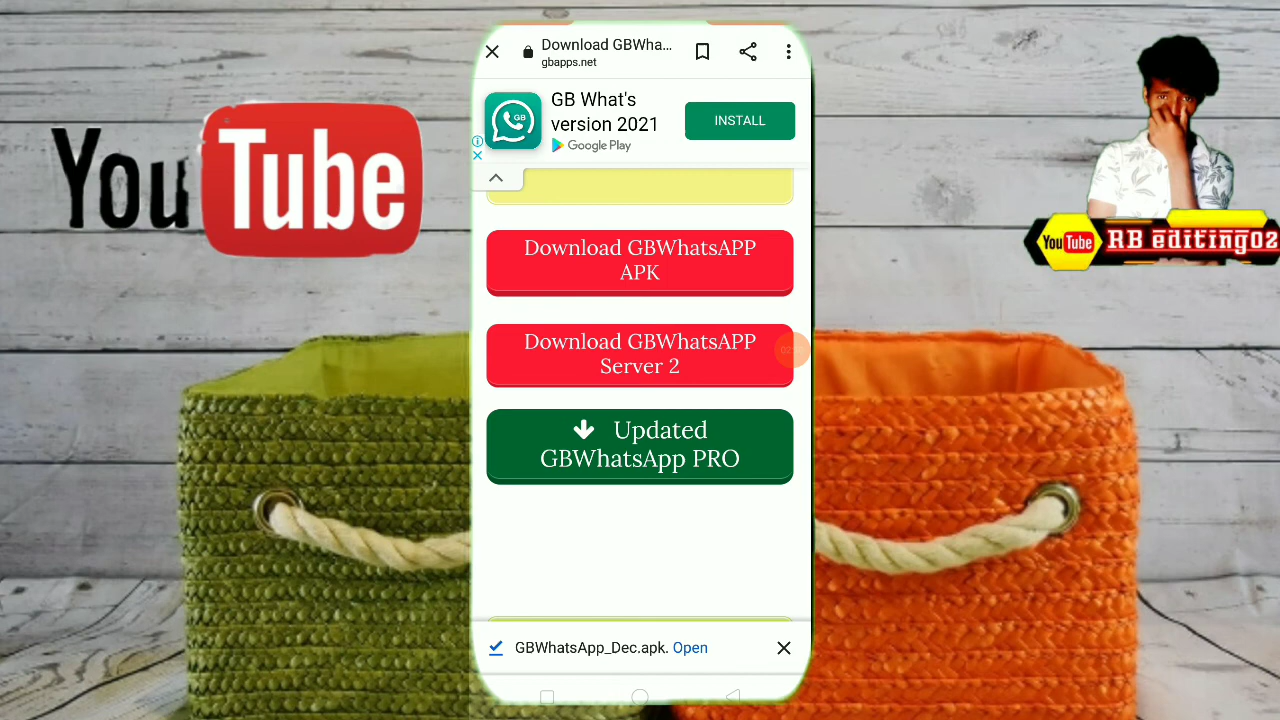 YouTube
Download GBWha...
gbapps.net
GB What's
version 2021
INSTALL
Google Play
Download GBWhatsAPP
APK
Download GBWhatsAPP
Server 2
Updated
GBWhatsApp PRO
GBWhatsApp_Dec.apk. Open
YouTube RB editing02
GB